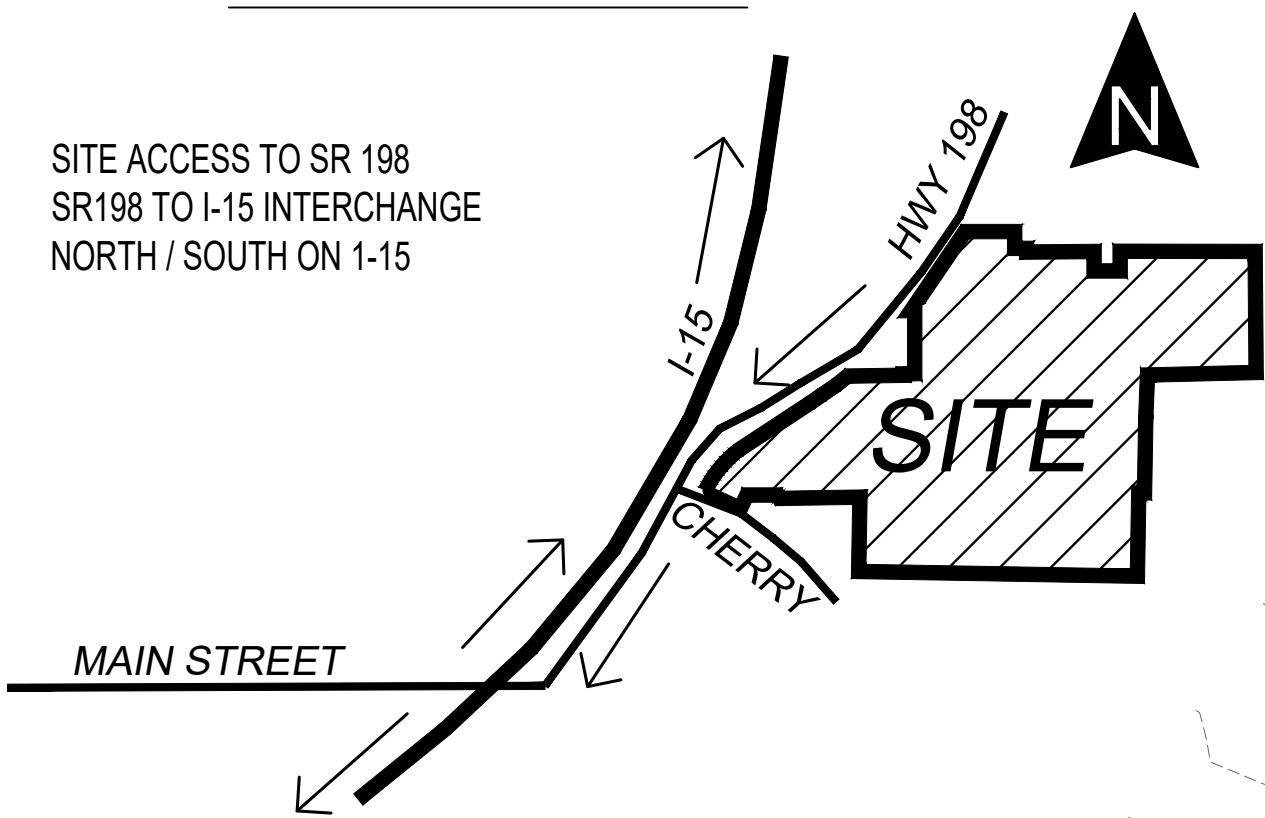 N
HWY 198
SITE ACCESS TO SR 198
SR198 TO I-15 INTERCHANGE
NORTH / SOUTH ON 1-15
I-15
SITE
CHERRY
MAIN STREET